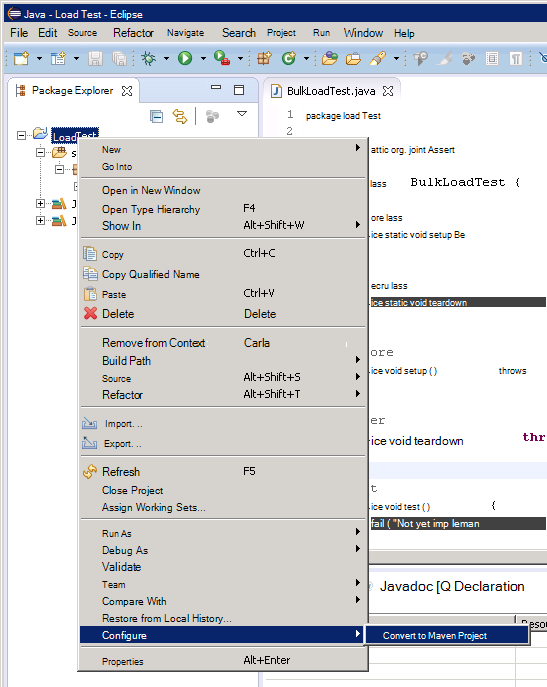 Java - Load Test - Eclipse
File Edit Source Refactor Navigate Search Project Run Window Help
Package Explorer
BulkLoadTest.java
1 package load Test
2
LoadTest
s
J
J
New
Go Into
Open in New Window
Open Type Hierarchy F4
Show In Alt+Shift+W
Copy Ctrl+C
Copy Qualified Name
Paste Ctrl+V
Delete Delete
Remove from Context Carla
Build Path
Source Alt+Shift+S
Refactor Alt+Shift+T
Import. ..
Export. ..
Refresh F5
Close Project
Assign Working Sets...
Run As
Debug As
Validate
Team
Compare With
Restore from Local History...
Configure
Convert to Maven Project
Properties Alt+Enter
attic org. joint Assert
lass BulkLoadTest {
ore lass
ice static void setup Be
ecru lass
ice static void teardown
ore
ice void setup ( ) throws
er
rice void teardown thr
t
ice void test ( ) {
fail ( "Not yet imp leman
Javadoc [Q Declaration
Resou